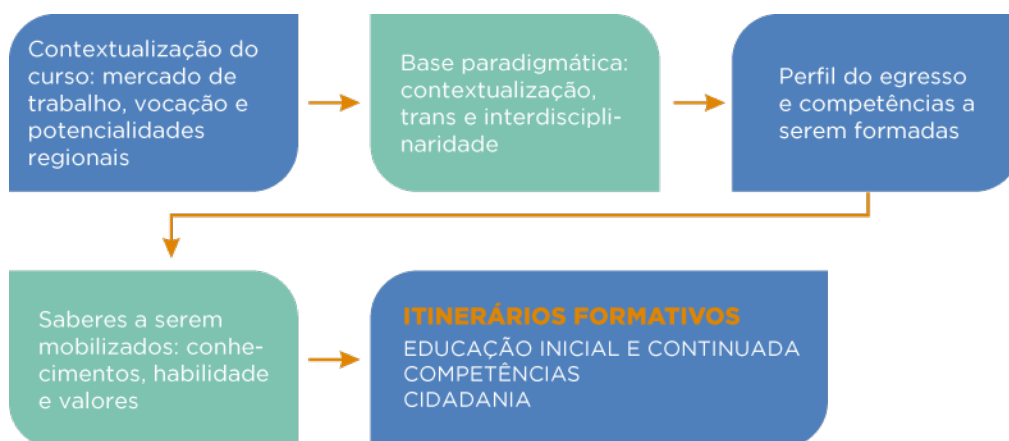 Contextualização do
curso: mercado de
trabalho, vocação e
potencialidades
regionais
Base paradigmática:
contextualização,
trans e interdiscipli-
naridade
Perfil do egresso
e competências a
serem formadas
Saberes a serem
mobilizados: conhe-
cimentos, habilidade
e valores
ITINERÁRIOS FORMATIVOS
EDUCAÇÃO INICIAL E CONTINUADA
COMPETÊNCIAS
CIDADANIA